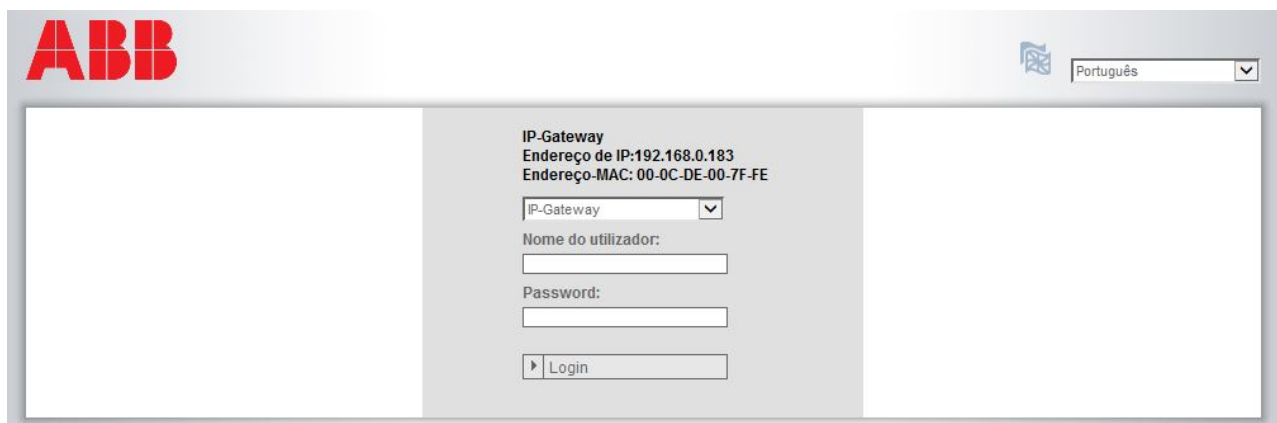 ABB
Português
IP-Gateway
Endereço de IP:192.168.0.183
Endereço-MAC: 00-0C-DE-00-7F-FE
IP-Gateway
Nome do utilizador:
Password:
Login